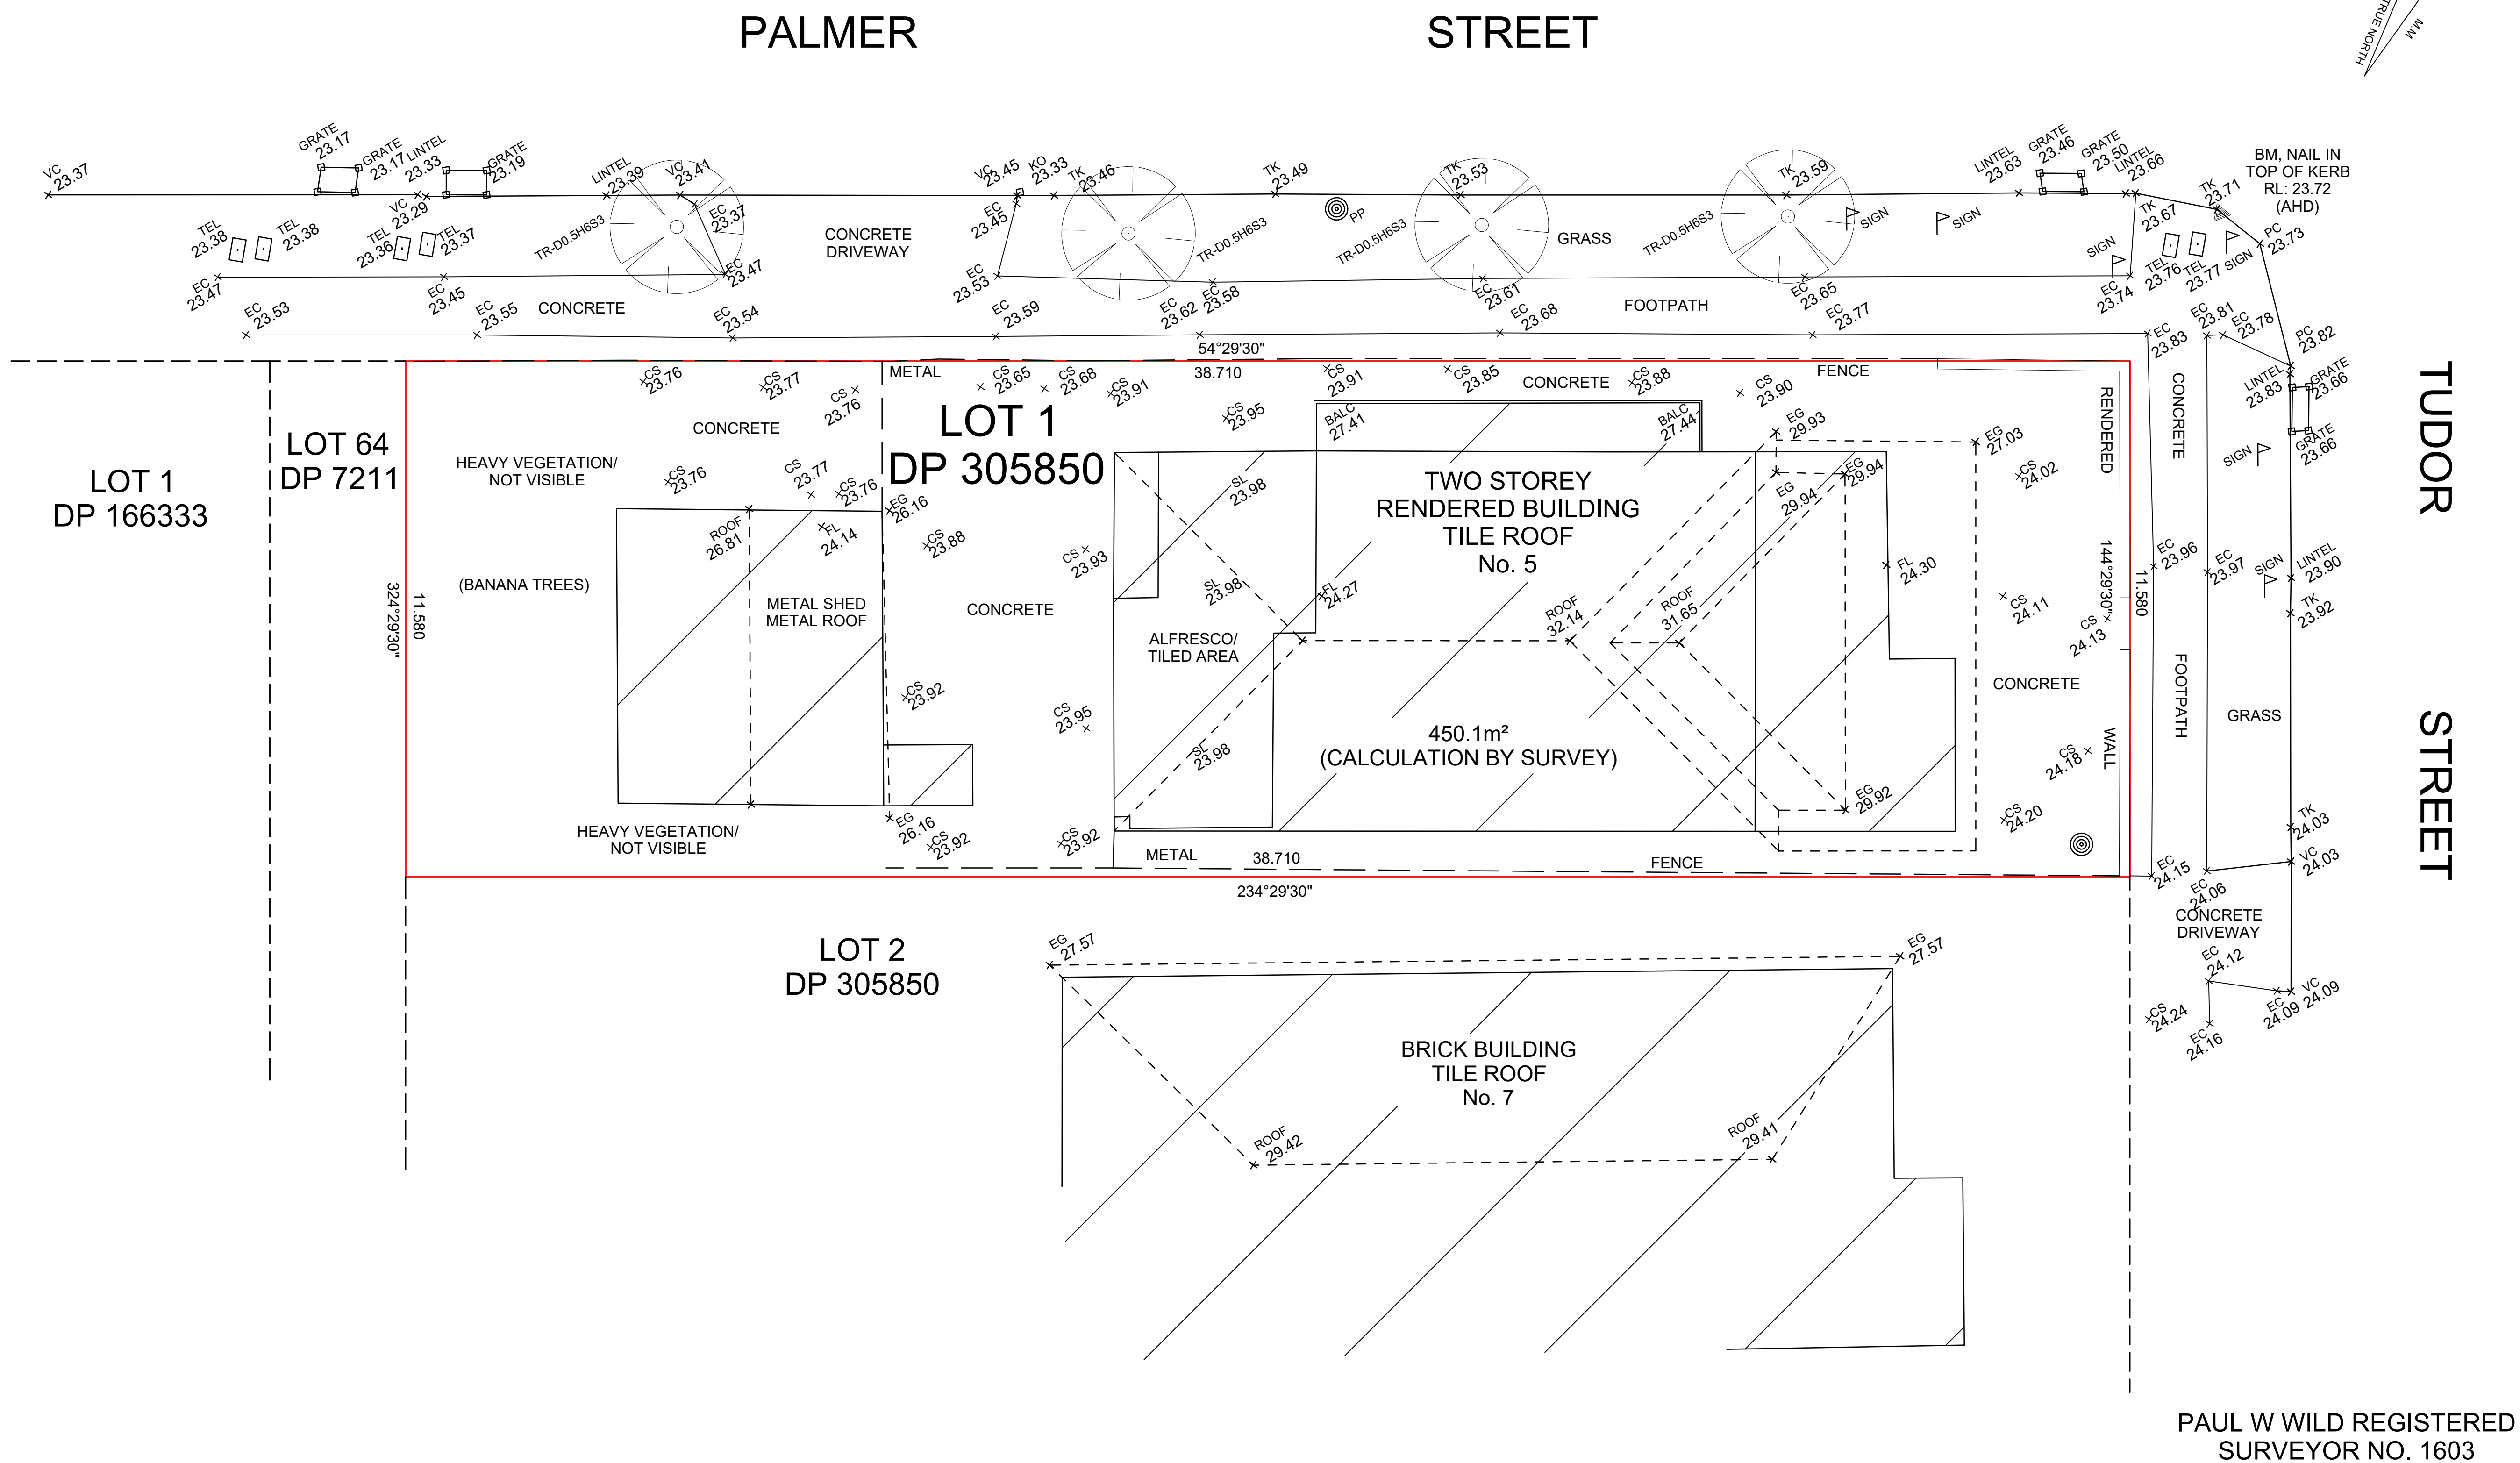 PALMER STREET
TRUE NORTH
M.M
VC
23.37
GRATE
23.17
GRATE
23.17
LINTEL
23.33
GRATE
23.19
VC
23.29
LINTEL
23.39
VC
23.41
EC
23.37
VC
23.45
KO
23.33
TK
23.46
EC
23.45
TK
23.49
PP
TK
23.53
TK
23.59
LINTEL
23.63
GRATE
23.46
GRATE
23.50
LINTEL
23.66
TK
23.67
TK
23.71
BM, NAIL IN
TOP OF KERB
RL: 23.72
(AHD)
PC
23.73
TEL
23.38
TEL
23.38
TEL
23.36
TEL
23.37
TR-D0.5H6S3
CONCRETE
DRIVEWAY
TR-D0.5H6S3
TR-D0.5H6S3
GRASS
TR-D0.5H6S3
SIGN
SIGN
SIGN
TEL
23.76
TEL
23.77
SIGN
EC
23.47
EC
23.45
EC
23.47
EC
23.53
EC
23.58
EC
23.61
EC
23.65
EC
23.74
EC
23.53
EC
23.55
CONCRETE
EC
23.54
EC
23.59
EC
23.62
EC
23.68
FOOTPATH
EC
23.77
EC
23.83
EC
23.81
EC
23.78
PC
23.82
54°29'30"
38.710
METAL
FENCE
CS
23.76
CS
23.77
CS
23.76
CS
23.65
CS
23.68
CS
23.91
CS
23.95
CS
23.91
CS
23.85
CONCRETE
CS
23.88
CS
23.90
LINTEL
23.83
GRATE
23.66
GRATE
23.66
SIGN
TUDOR STREET
LOT 1
DP 166333
LOT 64
DP 7211
LOT 1
DP 305850
CONCRETE
HEAVY VEGETATION/
NOT VISIBLE
CS
23.76
CS
23.77
CS
23.76
EG
26.16
ROOF
26.81
FL
24.14
CS
23.88
CS
23.93
(BANANA TREES)
METAL SHED
METAL ROOF
CONCRETE
324°29'30"
11.580
CS
23.92
CS
23.95
HEAVY VEGETATION/
NOT VISIBLE
EG
26.16
CS
23.92
CS
23.92
BALC
27.41
BALC
27.44
SL
23.98
SL
23.98
SL
23.98
ALFRESCO/
TILED AREA
FL
24.27
TWO STOREY
RENDERED BUILDING
TILE ROOF
No. 5
450.1m²
(CALCULATION BY SURVEY)
ROOF
32.14
ROOF
31.65
EG
29.93
EG
29.94
EG
29.94
EG
27.03
EG
29.92
FL
24.30
CS
24.02
CS
24.11
CS
24.13
CONCRETE
CS
24.18
CS
24.20
RENDERED
WALL
144°29'30"
11.580
CONCRETE
FOOTPATH
EC
23.96
EC
23.97
SIGN
LINTEL
23.90
TK
23.92
GRASS
TK
24.03
VC
24.03
EC
24.15
EC
24.06
CONCRETE
DRIVEWAY
EC
24.12
EC
24.09
VC
24.09
CS
24.24
EC
24.16
METAL
38.710
FENCE
234°29'30"
LOT 2
DP 305850
EG
27.57
EG
27.57
BRICK BUILDING
TILE ROOF
No. 7
ROOF
29.42
ROOF
29.41
PAUL W WILD REGISTERED
SURVEYOR NO. 1603